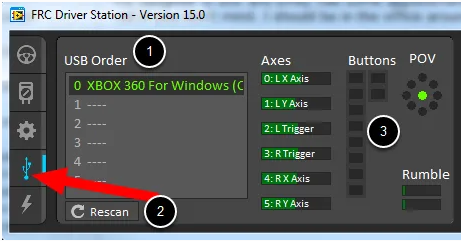 FRC Driver Station - Version 15.0
USB Order
1
0 XBOX 360 For Windows (C
1 ----
2 ----
3 ----
4 ----
Rescan
2
Axes
0: L X Axis
1: L Y Axis
2: L Trigger
3: R Trigger
4: R X Axis
5: R Y Axis
Buttons
3
POV
Rumble